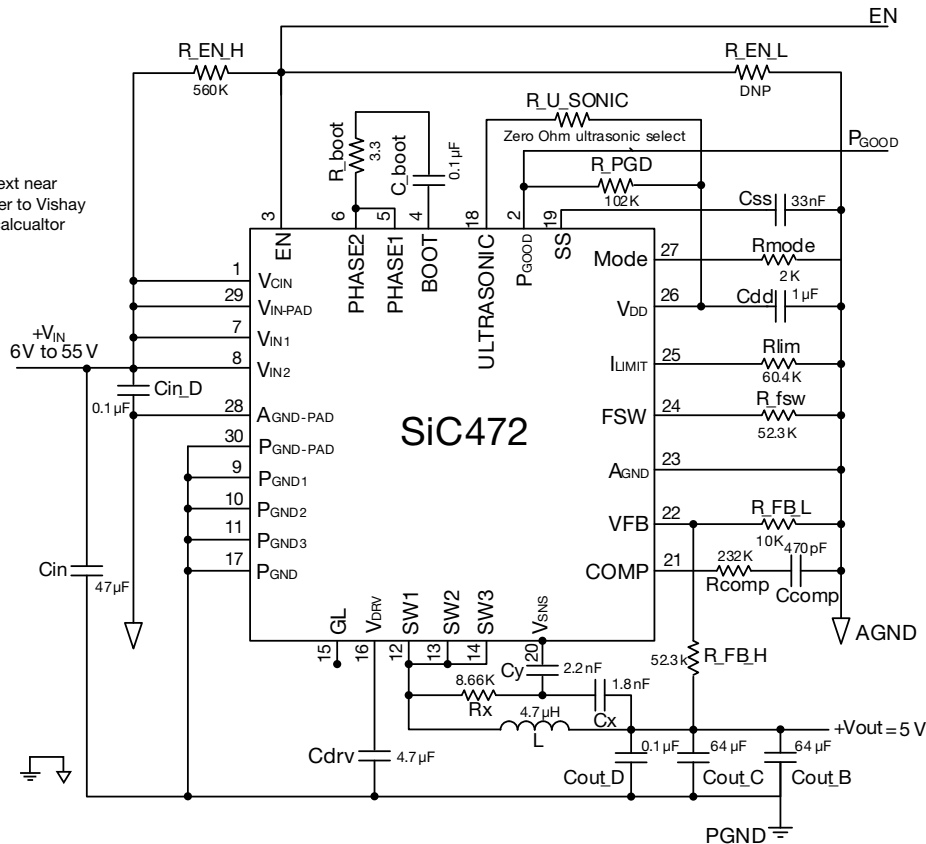 EN
R_EN_H
560K
R_EN_L
DNP
R_U_SONIC
Zero Ohm ultrasonic select
PGOOD
R_boot
3.3
C_boot
0.1µF
R_PGD
102K
ext near
er to Vishay
alcualtor
3
6
5
4
18
2
19
Css
33nF
EN
PHASE2
PHASE1
BOOT
ULTRASONIC
PGOOD
SS
Mode
27
Rmode
2K
1
VCIN
29
VIN-PAD
VDD
26
Cdd
1µF
+VIN
6V to 55V
7
VIN1
8
VIN2
ILIMIT
25
Rlim
60.4K
Cin_D
0.1µF
28
AGND-PAD
SiC472
FSW
24
R_fsw
52.3K
30
PGND-PAD
9
PGND1
AGND
23
10
PGND2
11
PGND3
VFB
22
R_FB_L
10K
17
PGND
COMP
21
232K
Rcomp
470pF
Ccomp
Cin
47µF
AGND
GL
VDRV
SW1
SW2
SW3
VSNS
15
16
12
13
14
20
Cy
2.2nF
52.3k
R_FB_H
8.66K
Rx
1.8nF
Cx
4.7µH
L
+Vout=5V
Cdrv
4.7µF
0.1µF
Cout_D
64µF
Cout_C
64µF
Cout_B
PGND